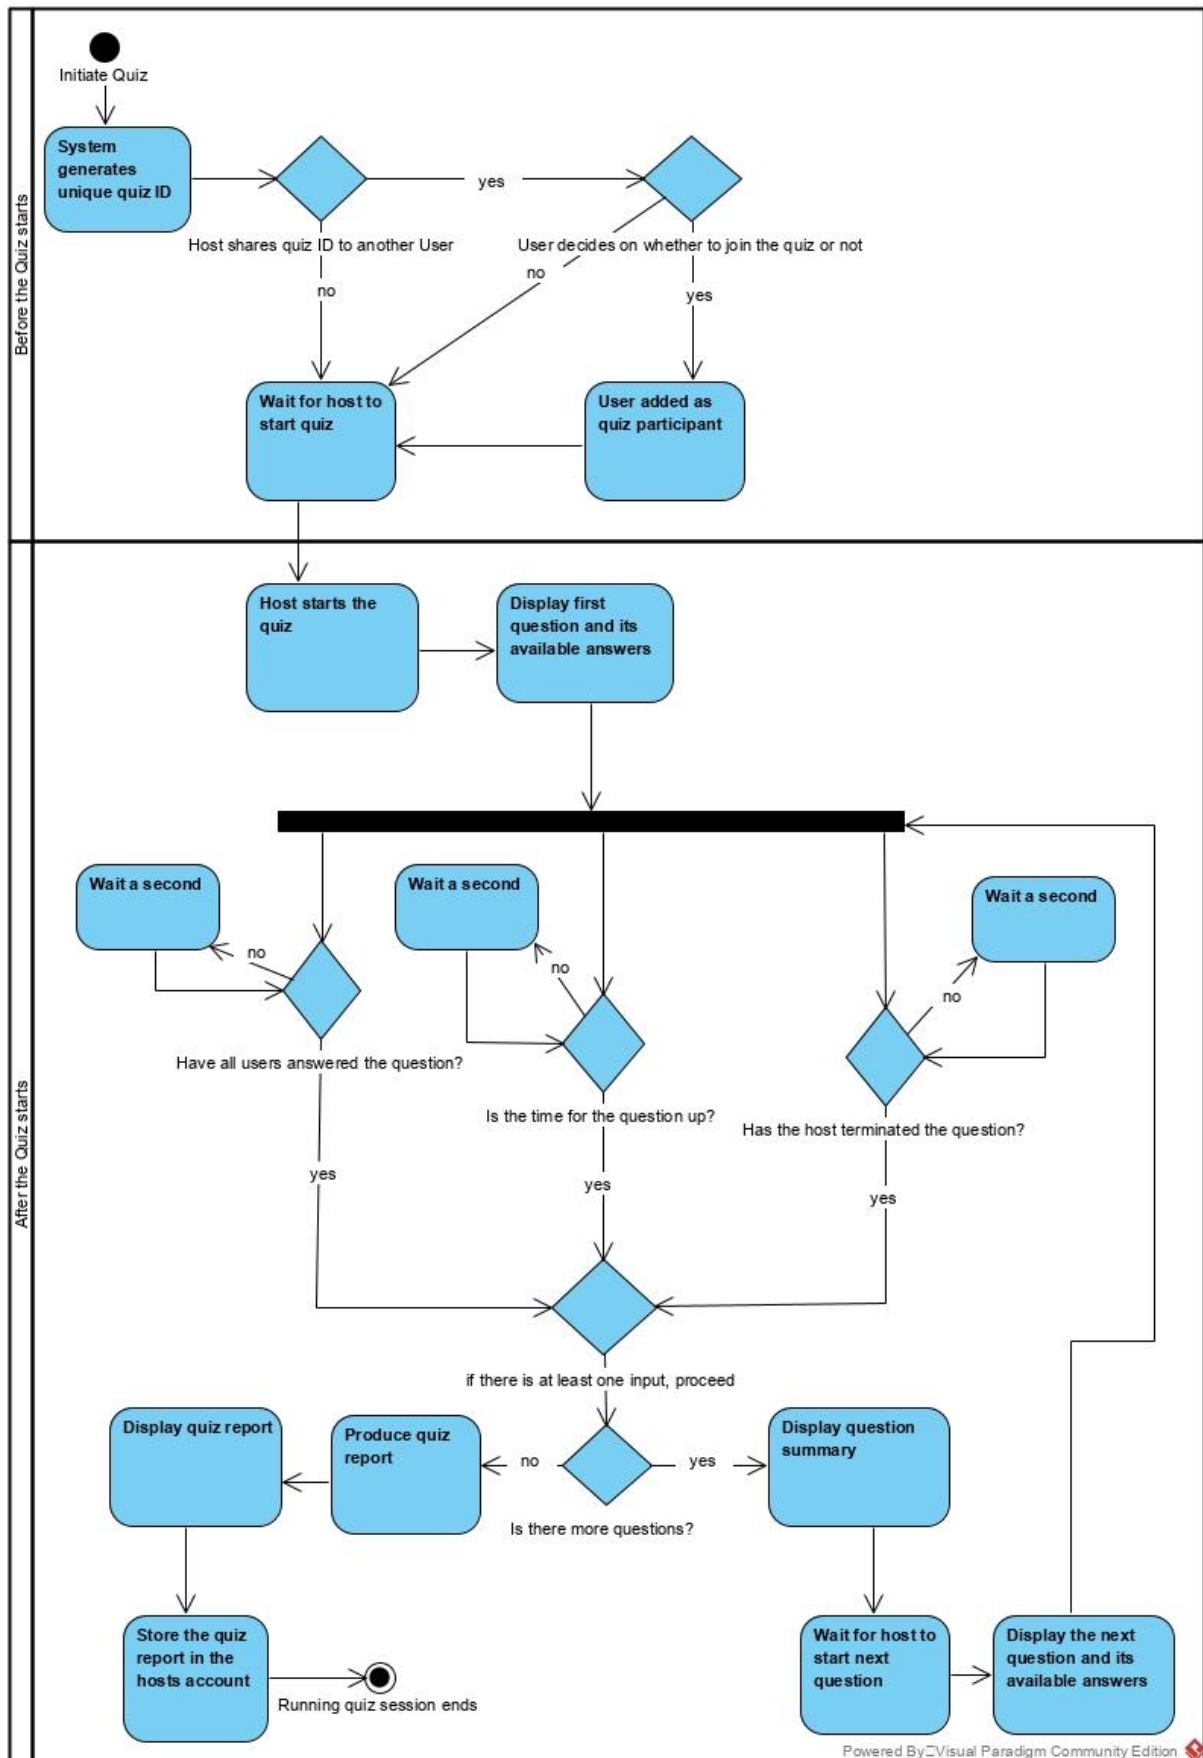 Before the Quiz starts
Initiate Quiz
System
generates
unique quiz ID
yes
Host shares quiz ID to another User
User decides on whether to join the quiz or not
no
no
yes
Wait for host to
start quiz
User added as
quiz participant
After the Quiz starts
Host starts the
quiz
Display first
question and its
available answers
Wait a second
Wait a second
Wait a second
no
no
no
Have all users answered the question?
Is the time for the question up?
Has the host terminated the question?
yes
yes
yes
if there is at least one input, proceed
Display quiz report
Produce quiz
report
no
yes
Display question
summary
Is there more questions?
Store the quiz
report in the
hosts account
Running quiz session ends
Wait for host to
start next
question
Display the next
question and its
available answers
Powered By Visual Paradigm Community Edition